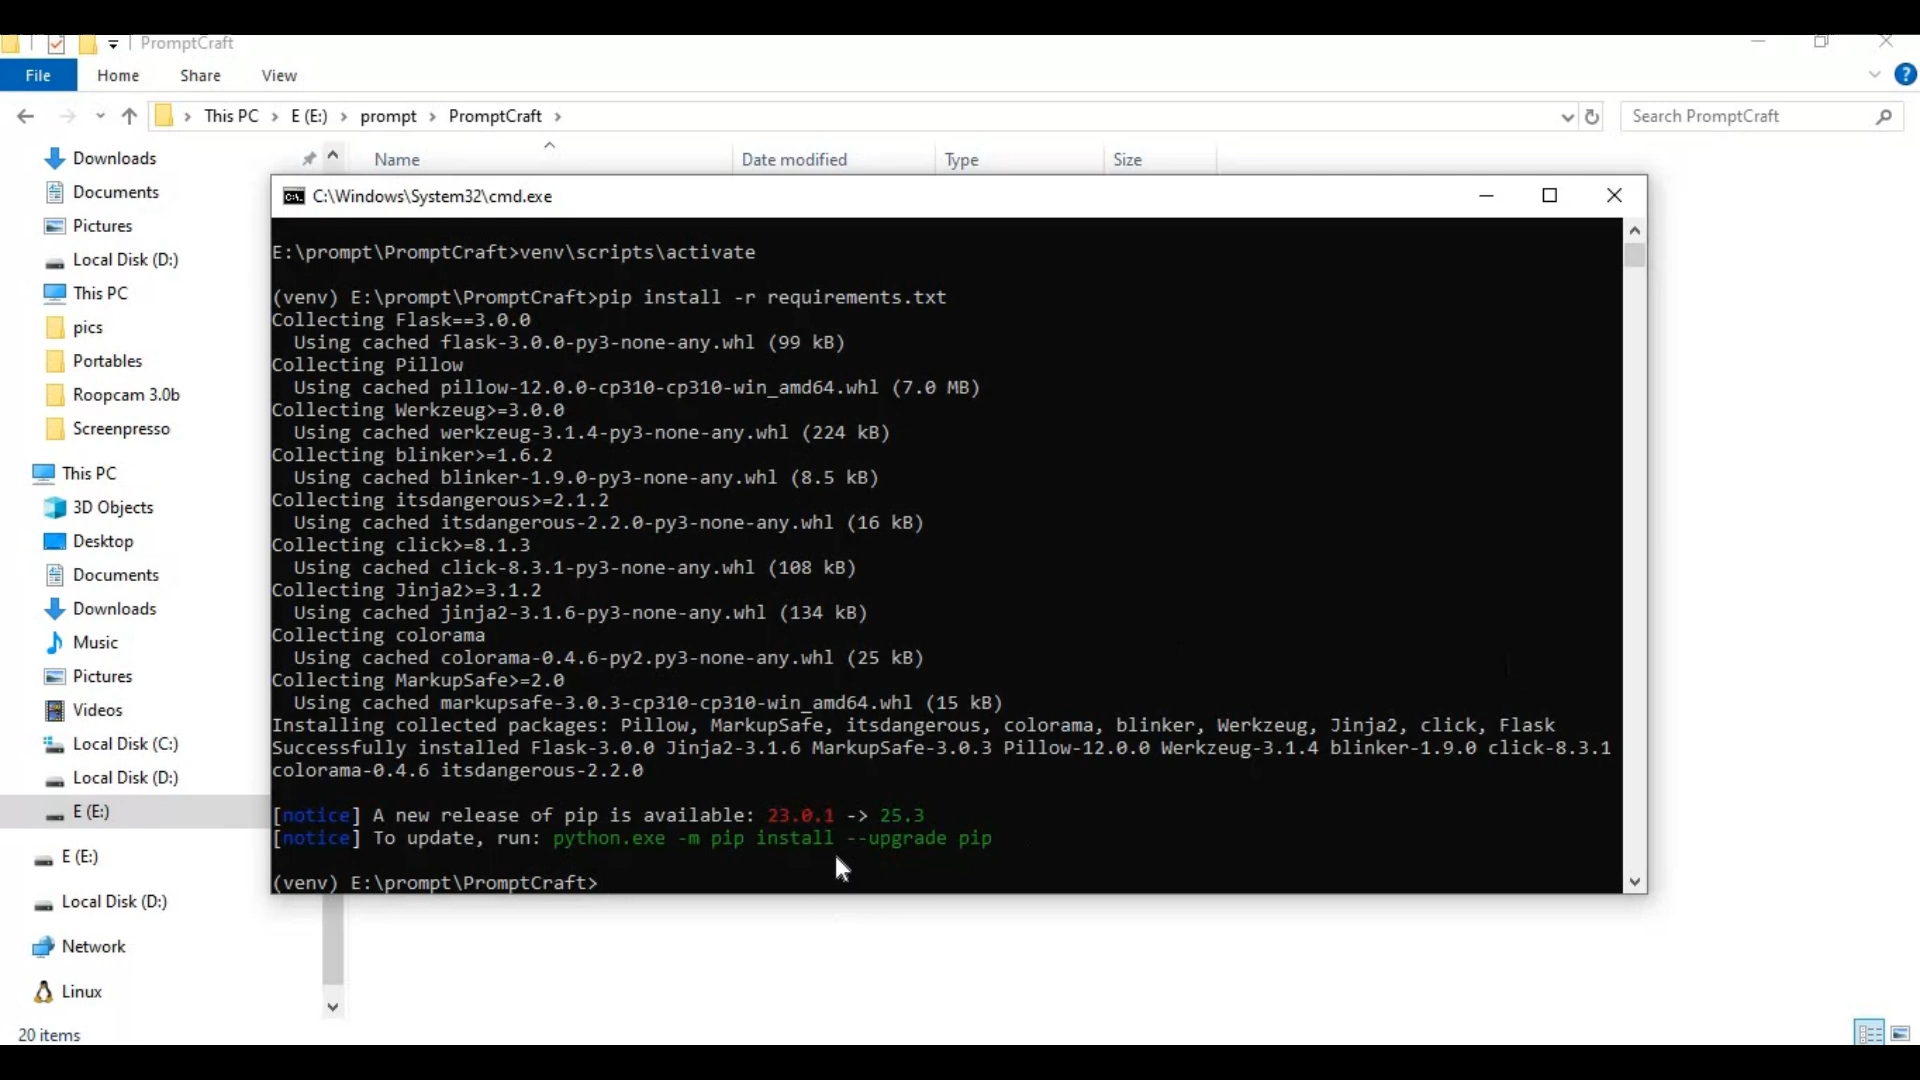 PromptCraft
File Home Share View
This PC E (E:) prompt PromptCraft
Search PromptCraft
Name Date modified Type Size
Downloads
Documents
Pictures
Local Disk (D:)
This PC
pics
Portables
Roopcam 3.0b
Screenpresso
This PC
3D Objects
Desktop
Documents
Downloads
Music
Pictures
Videos
Local Disk (C:)
Local Disk (D:)
E (E:)
E (E:)
Local Disk (D:)
Network
Linux
20 items
C:\Windows\System32\cmd.exe
E:\prompt\PromptCraft>venv\scripts\activate
(venv) E:\prompt\PromptCraft>pip install -r requirements.txt
Collecting Flask==3.0.0
Using cached flask-3.0.0-py3-none-any.whl (99 kB)
Collecting Pillow
Using cached pillow-12.0.0-cp310-cp310-win_amd64.whl (7.0 MB)
Collecting Werkzeug>=3.0.0
Using cached werkzeug-3.1.4-py3-none-any.whl (224 kB)
Collecting blinker>=1.6.2
Using cached blinker-1.9.0-py3-none-any.whl (8.5 kB)
Collecting itsdangerous>=2.1.2
Using cached itsdangerous-2.2.0-py3-none-any.whl (16 kB)
Collecting click>=8.1.3
Using cached click-8.3.1-py3-none-any.whl (108 kB)
Collecting Jinja2>=3.1.2
Using cached jinja2-3.1.6-py3-none-any.whl (134 kB)
Collecting colorama
Using cached colorama-0.4.6-py2.py3-none-any.whl (25 kB)
Collecting MarkupSafe>=2.0
Using cached markupsafe-3.0.3-cp310-cp310-win_amd64.whl (15 kB)
Installing collected packages: Pillow, MarkupSafe, itsdangerous, colorama, blinker, Werkzeug, Jinja2, click, Flask
Successfully installed Flask-3.0.0 Jinja2-3.1.6 MarkupSafe-3.0.3 Pillow-12.0.0 Werkzeug-3.1.4 blinker-1.9.0 click-8.3.1
colorama-0.4.6 itsdangerous-2.2.0
[notice] A new release of pip is available: 23.0.1 -> 25.3
[notice] To update, run: python.exe -m pip install --upgrade pip
(venv) E:\prompt\PromptCraft>